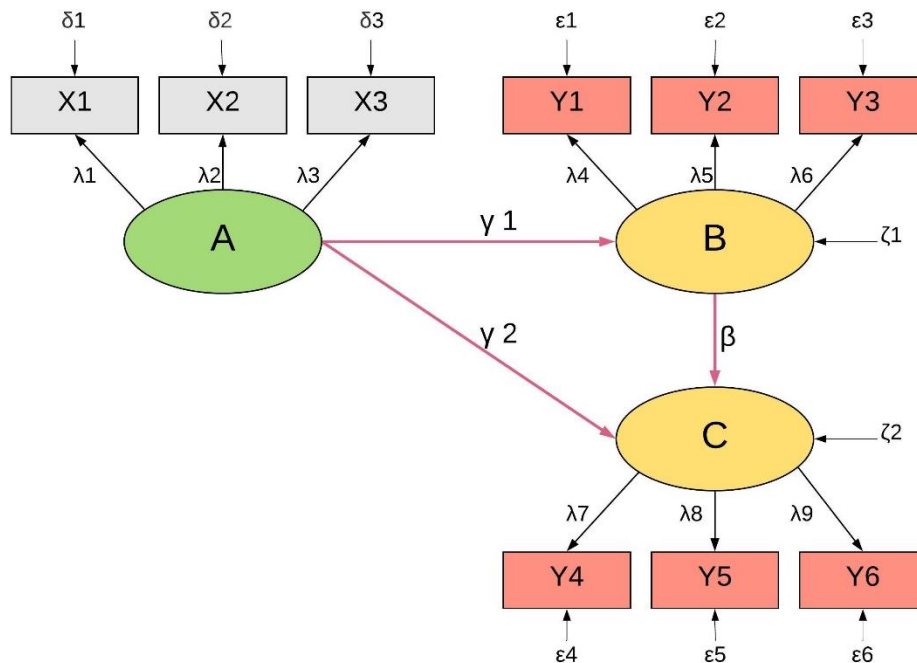 δ1 δ2 δ3 ε1 ε2 ε3
X1 X2 X3 Y1 Y2 Y3
λ1 λ2 λ3 λ4 λ5 λ6
A γ 1 B ζ1
γ 2 β
C ζ2
λ7 λ8 λ9
Y4 Y5 Y6
ε4 ε5 ε6